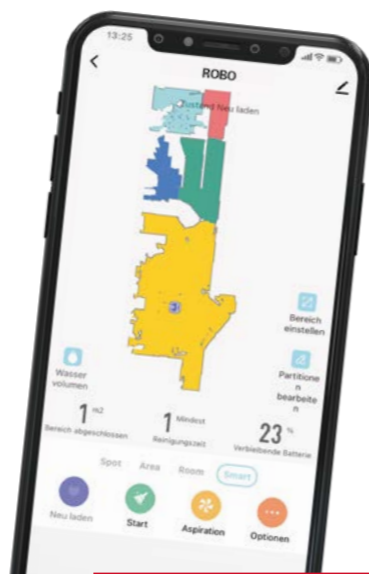 13:25
ROBO
Zustand Neu laden
Bereich
einstellen
Wasser
volumen
Partitione
n
bearbeite
n
1 m2
Bereich abgeschlossen
1 Mindest
Reinigungszeit
23 %
Verbleibende Batterie
Spot Area Room Smart
Neu laden
Start
Aspiration
Optionen